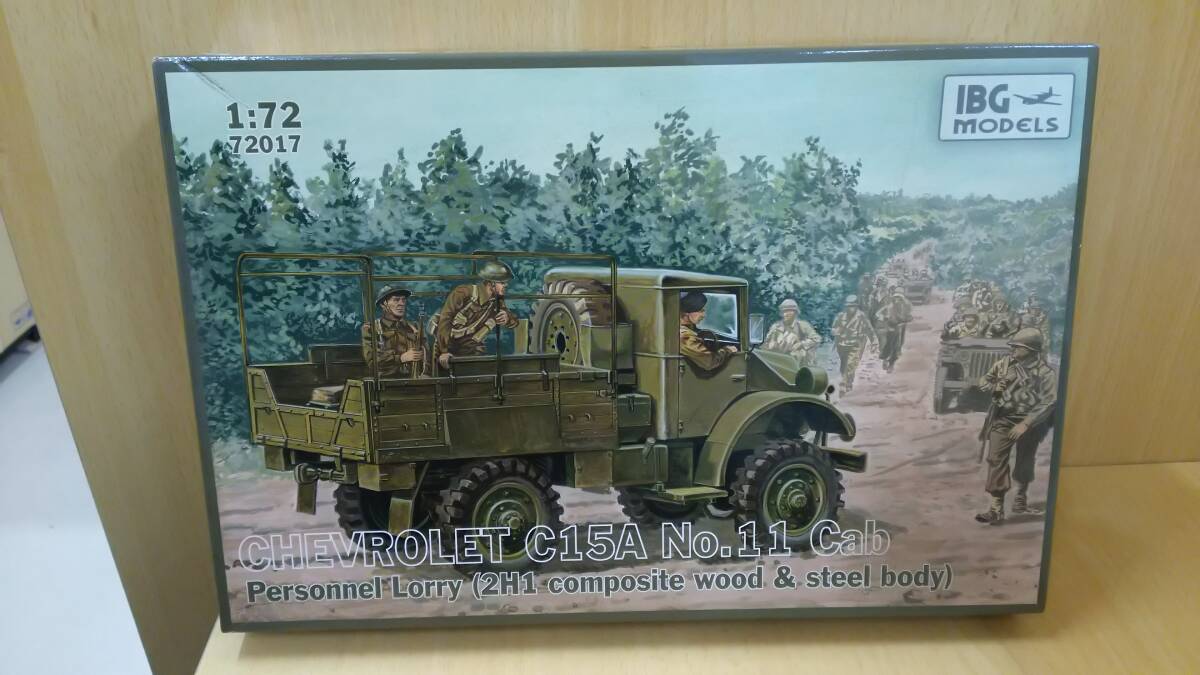 1:72
72017
IBG
MODELS
CHEVROLET C15A No.11 Cab
Personnel Lorry (2H1 composite wood & steel body)